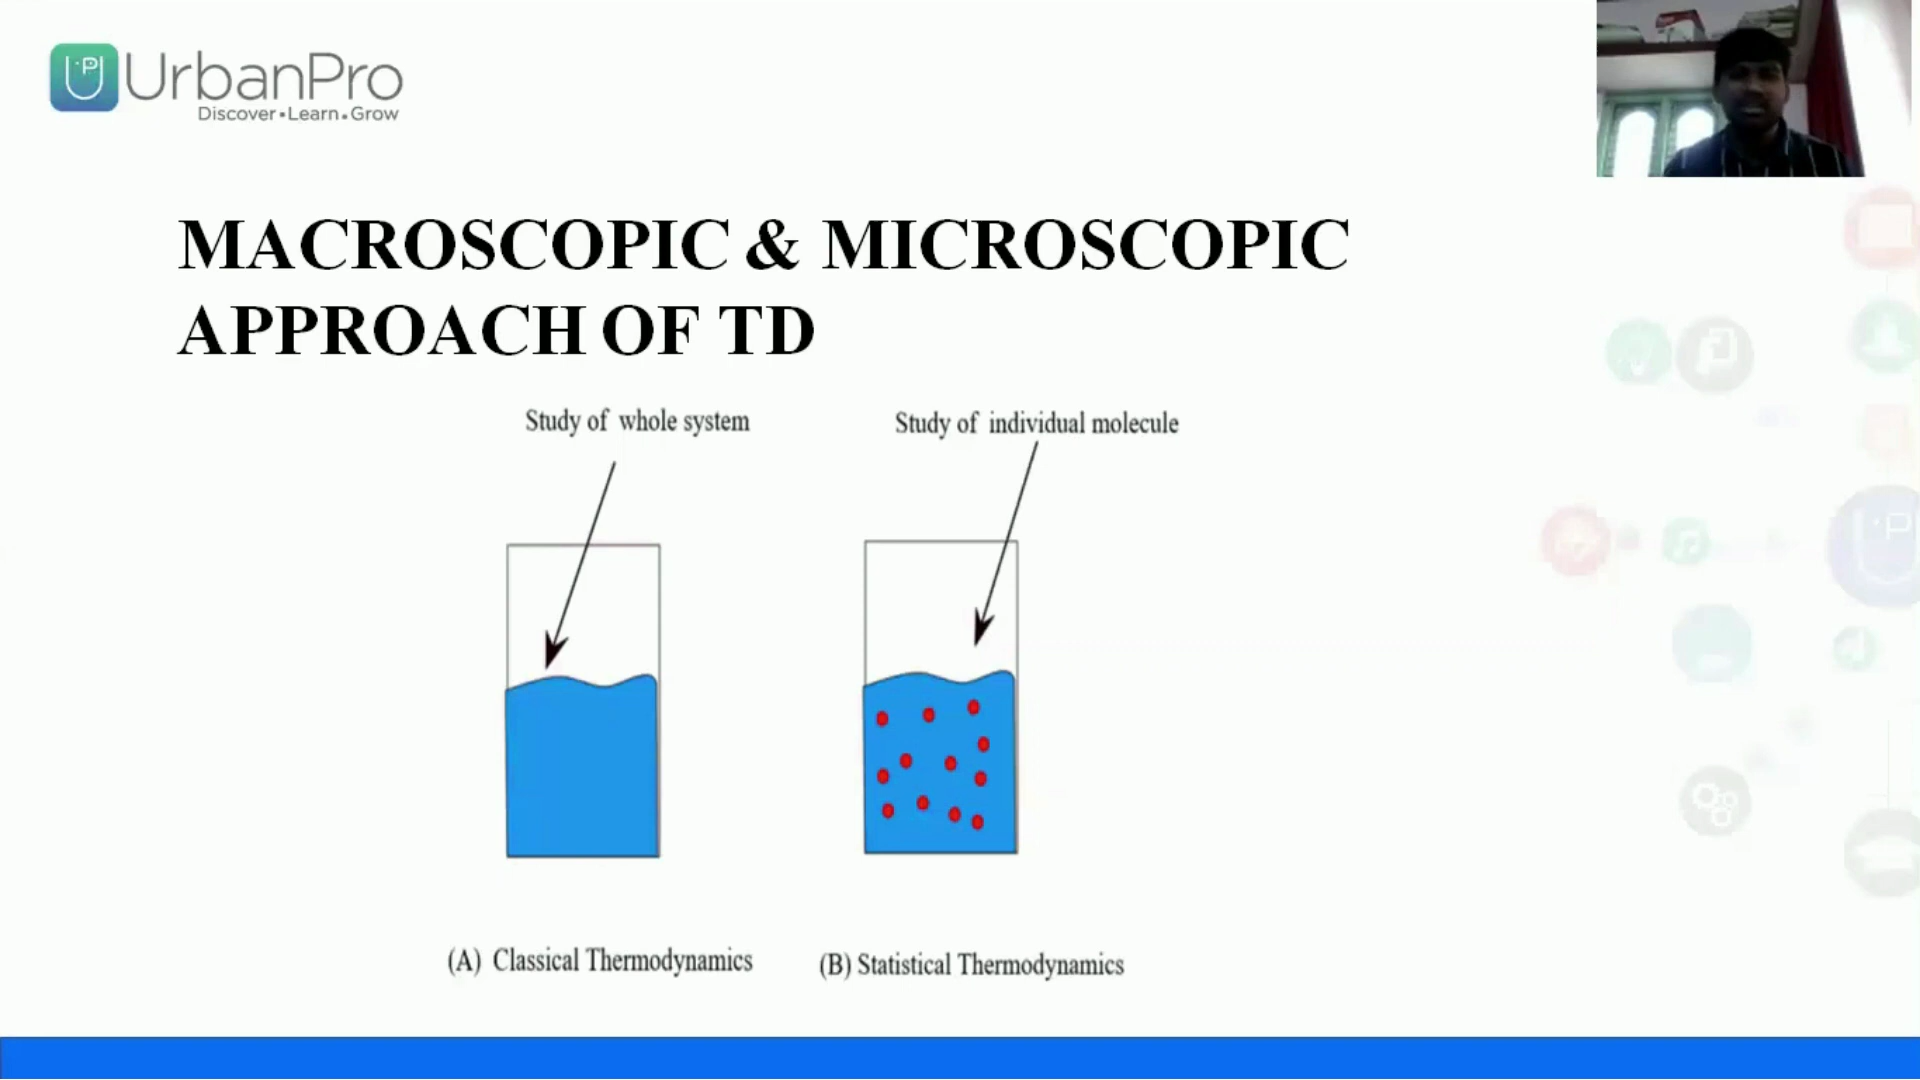 UrbanPro
Discover•Learn•Grow
MACROSCOPIC & MICROSCOPIC
APPROACH OF TD
Study of whole system
Study of individual molecule
(A) Classical Thermodynamics
(B) Statistical Thermodynamics